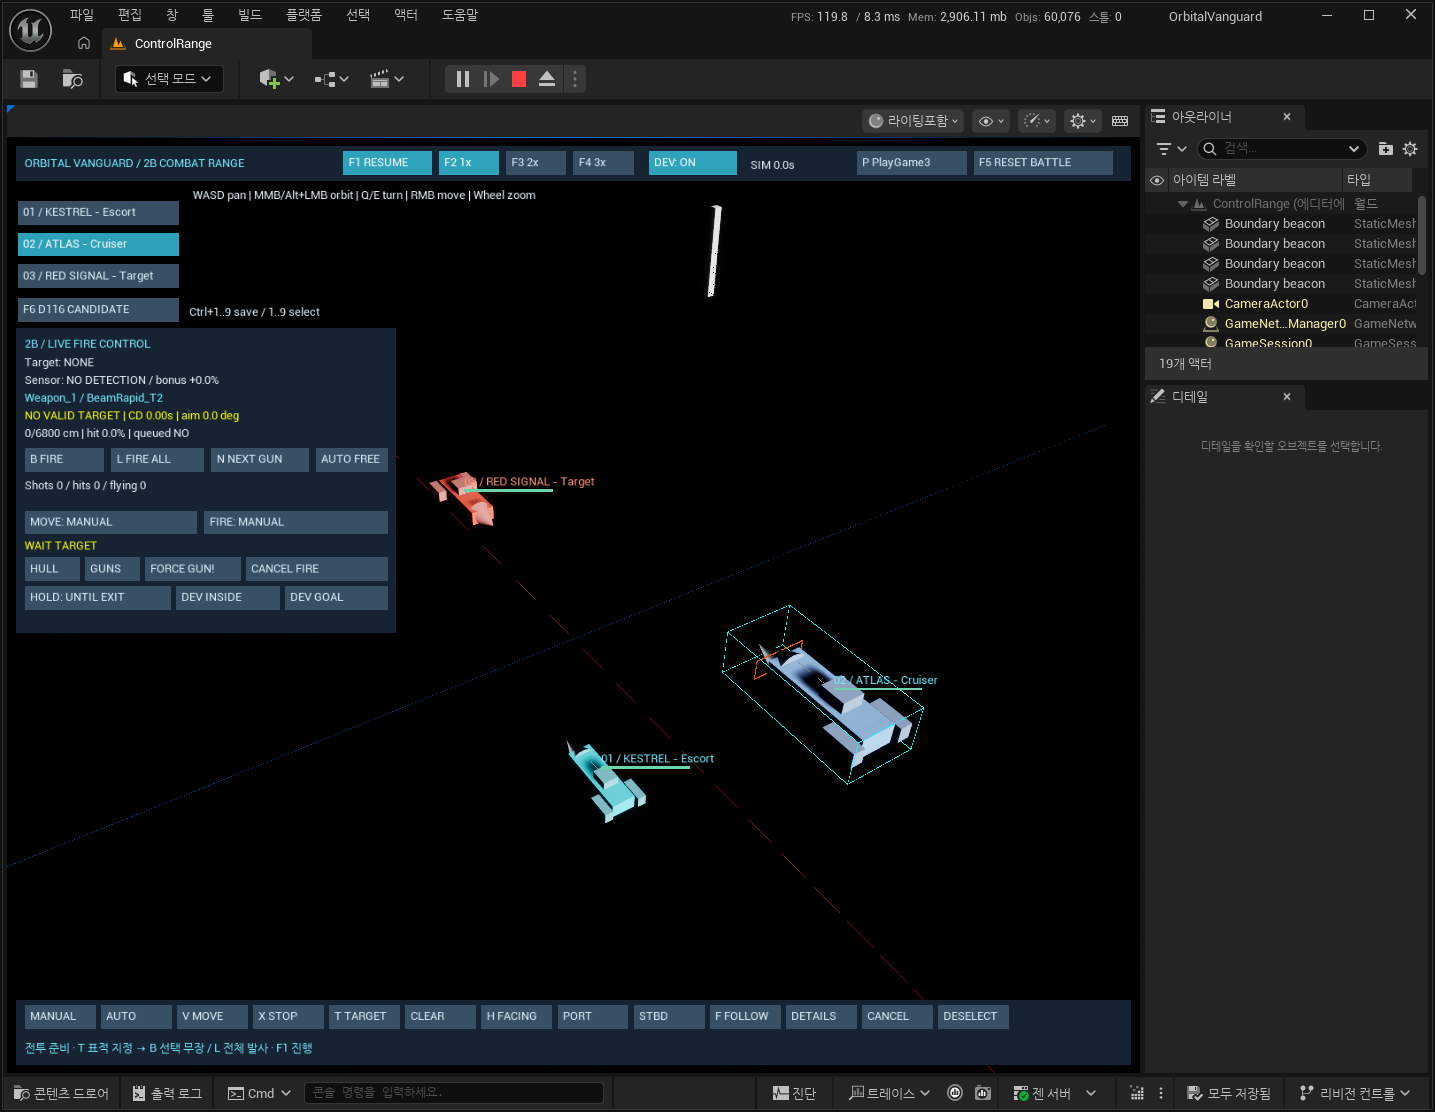 파일 편집 창 툴 빌드 플랫폼 선택 액터 도움말
FPS: 119.8 / 8.3 ms Mem: 2,906.11 mb Objs: 60,076 스톨: 0
OrbitalVanguard
ControlRange
선택 모드
라이팅포함
ORBITAL VANGUARD / 2B COMBAT RANGE
F1 RESUME
F2 1x
F3 2x
F4 3x
DEV: ON
SIM 0.0s
P PlayGame3
F5 RESET BATTLE
WASD pan | MMB/Alt+LMB orbit | Q/E turn | RMB move | Wheel zoom
01 / KESTREL - Escort
02 / ATLAS - Cruiser
03 / RED SIGNAL - Target
F6 D116 CANDIDATE
Ctrl+1..9 save / 1..9 select
2B / LIVE FIRE CONTROL
Target: NONE
Sensor: NO DETECTION / bonus +0.0%
Weapon_1 / BeamRapid_T2
NO VALID TARGET | CD 0.00s | aim 0.0 deg
0/6800 cm | hit 0.0% | queued NO
B FIRE
L FIRE ALL
N NEXT GUN
AUTO FREE
Shots 0 / hits 0 / flying 0
MOVE: MANUAL
FIRE: MANUAL
WAIT TARGET
HULL
GUNS
FORCE GUN!
CANCEL FIRE
HOLD: UNTIL EXIT
DEV INSIDE
DEV GOAL
/ RED SIGNAL - Target
02 / ATLAS - Cruiser
01 / KESTREL - Escort
MANUAL
AUTO
V MOVE
X STOP
T TARGET
CLEAR
H FACING
PORT
STBD
F FOLLOW
DETAILS
CANCEL
DESELECT
전투 준비 · T 표적 지정 → B 선택 무장 / L 전체 발사 · F1 진행
아웃라이너
검색...
아이템 라벨
타입
ControlRange (에디터에
월드
Boundary beacon StaticMesh
Boundary beacon StaticMesh
Boundary beacon StaticMesh
Boundary beacon StaticMesh
CameraActor0 CameraAct
GameNet...Manager0 GameNetw
GameSession0 GameSess
19개 액터
디테일
디테일을 확인할 오브젝트를 선택합니다.
콘텐츠 드로어
출력 로그
Cmd
콘솔 명령을 입력하세요.
진단
트레이스
젠 서버
모두 저장됨
리비전 컨트롤